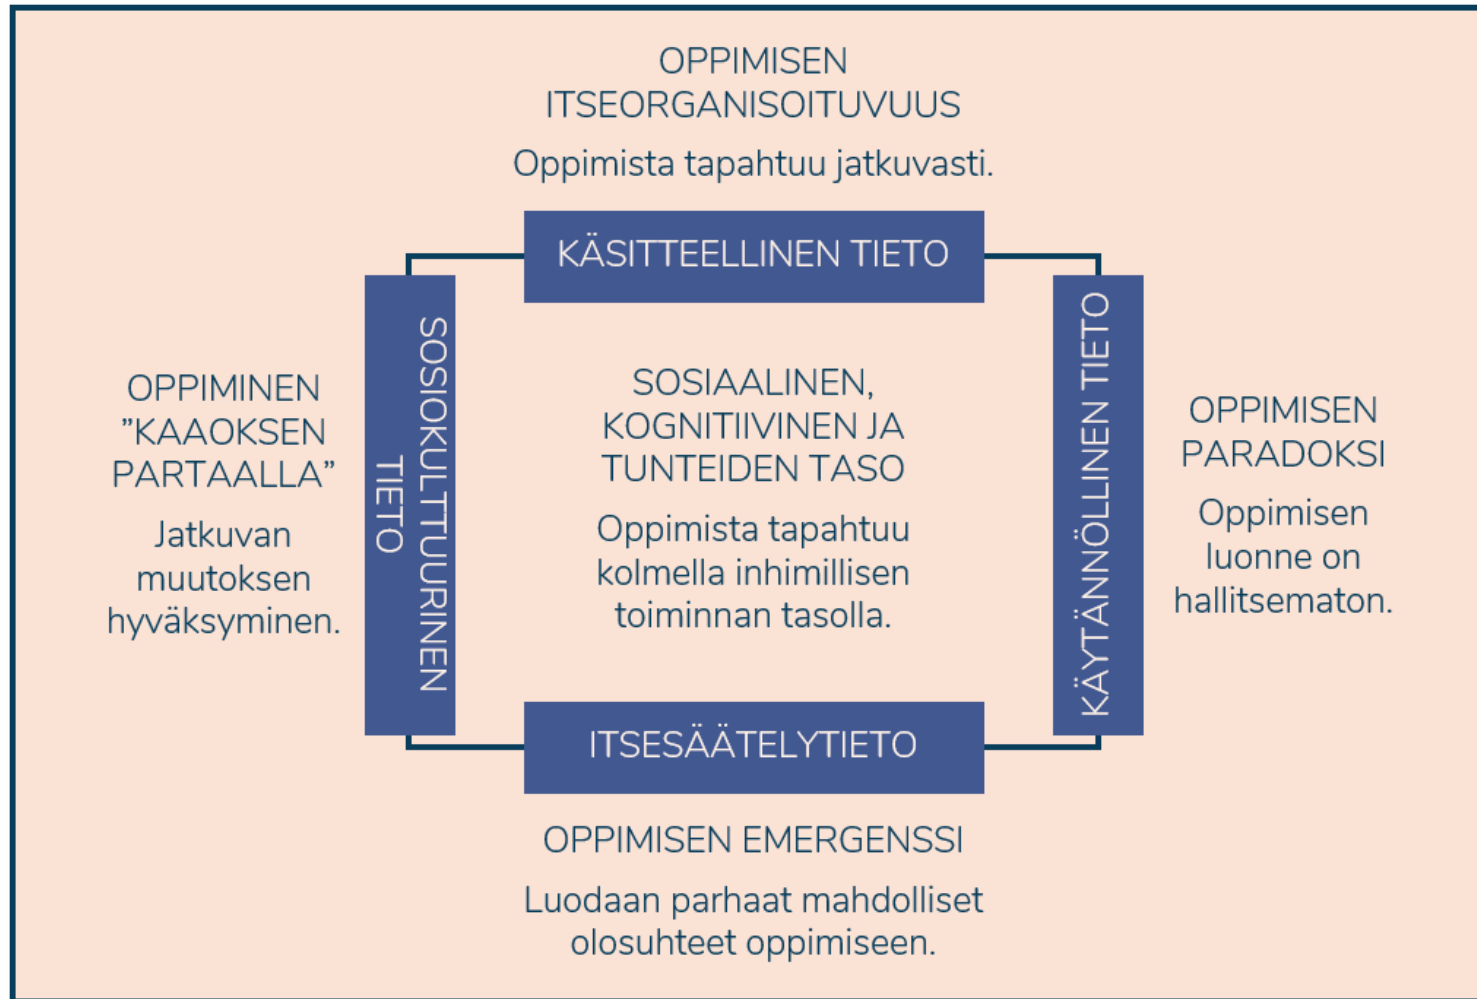 OPPIMISEN
ITSEORGANISOITUVUUS
Oppimista tapahtuu jatkuvasti.
KÄSITTEELLINEN TIETO
OPPIMINEN
”KAAOKSEN
PARTAALLA”
Jatkuvan
muutoksen
hyväksyminen.
SOSIOKULTTUURINEN
TIETO
SOSIAALINEN,
KOGNITIIVINEN JA
TUNTEIDEN TASO
Oppimista tapahtuu
kolmella inhimillisen
toiminnan tasolla.
KÄYTÄNNÖLLINEN TIETO
OPPIMISEN
PARADOKSI
Oppimisen
luonne on
hallitsematon.
ITSESÄÄTELYTIETO
OPPIMISEN EMERGENSSI
Luodaan parhaat mahdolliset
olosuhteet oppimiseen.